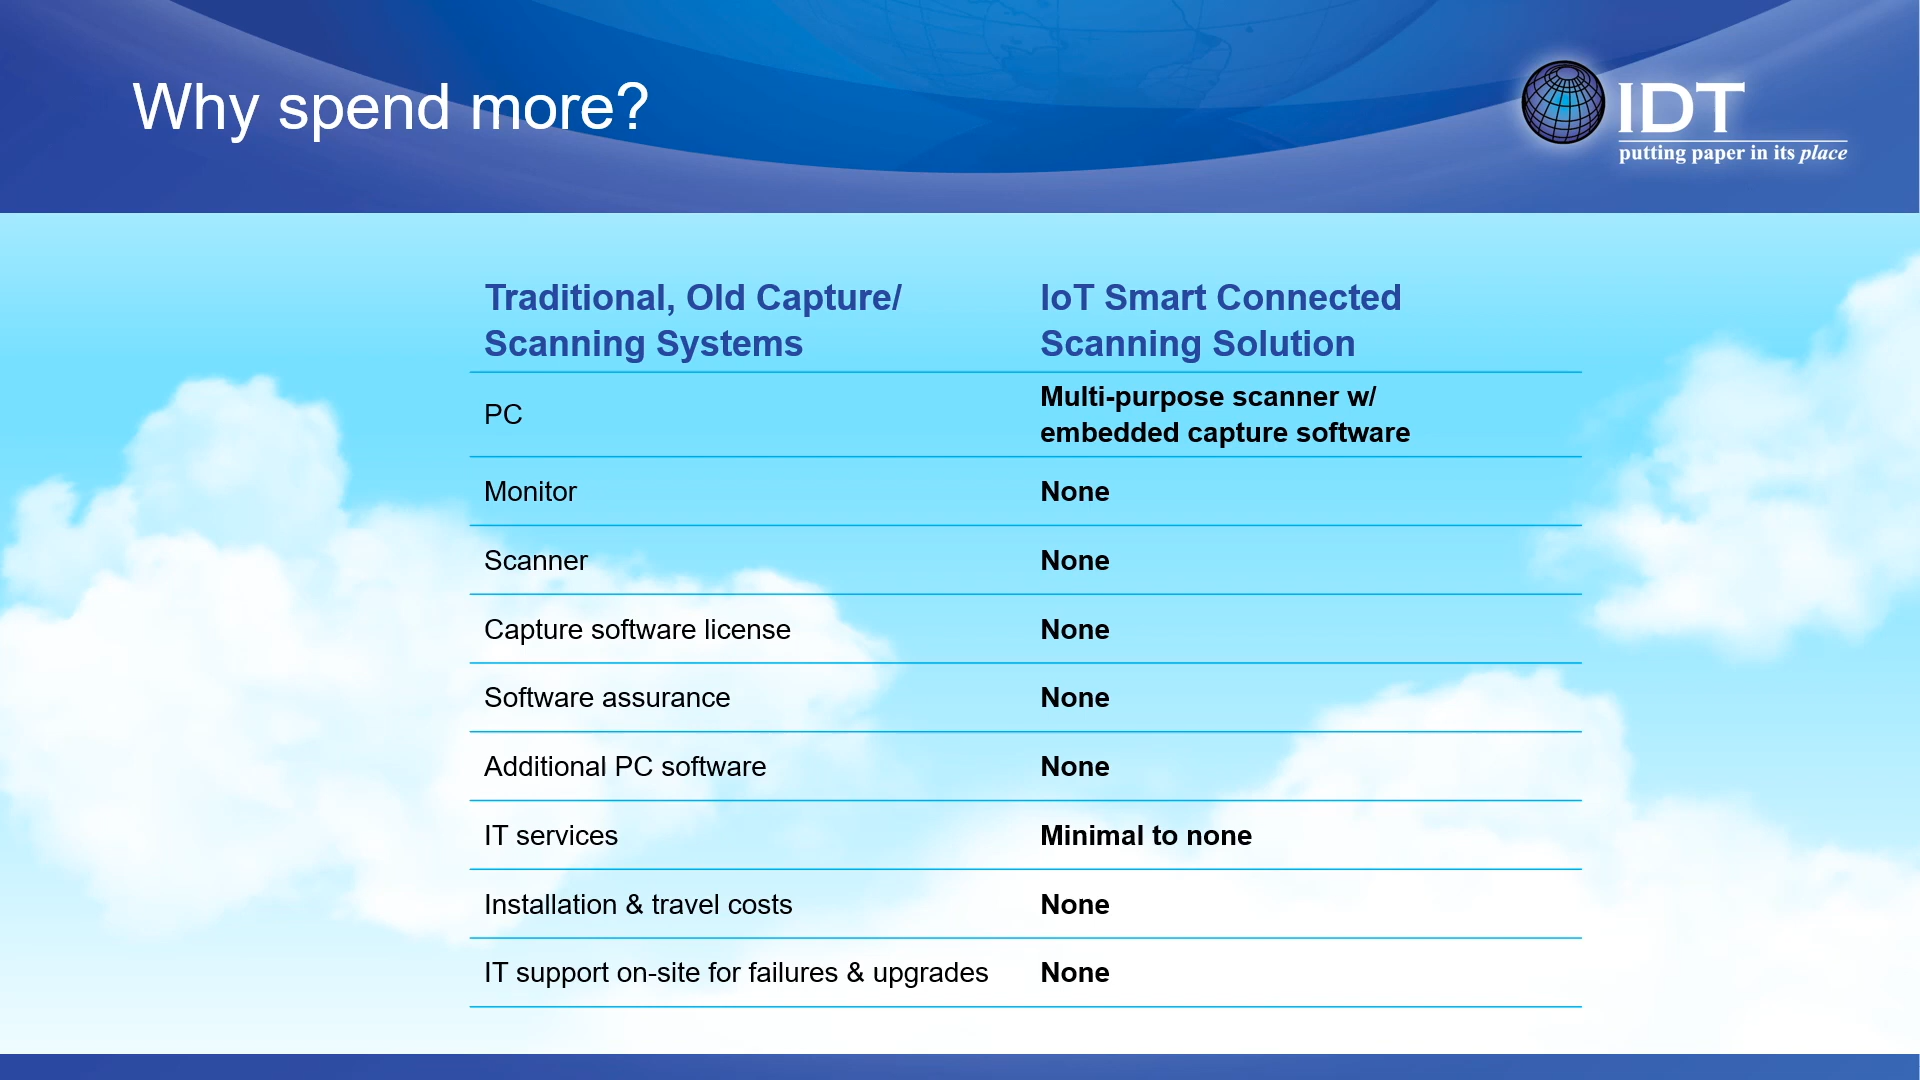 Why spend more?
IDT
putting paper in its place
Traditional, Old Capture/
Scanning Systems
IoT Smart Connected
Scanning Solution
PC
Multi-purpose scanner w/
embedded capture software
Monitor
None
Scanner
None
Capture software license
None
Software assurance
None
Additional PC software
None
IT services
Minimal to none
Installation & travel costs
None
IT support on-site for failures & upgrades
None